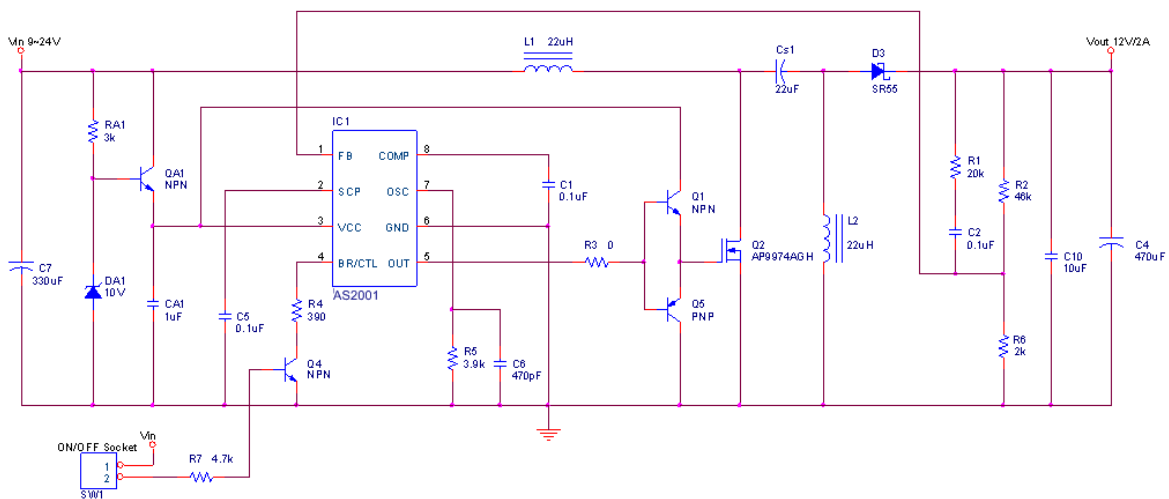 Vin 9~24V
L1 22uH
Cs1
22uF
D3
SR55
Vout 12V/2A
RA1
3k
QA1
NPN
IC1
1 FB COMP 8
2 SCP OSC 7
3 VCC GND 6
4 BR/CTL OUT 5
AS2001
C1
0.1uF
Q1
NPN
R3 0
Q2
AP9974AGH
Q5
PNP
L2
22uH
R1
20k
R2
46k
C2
0.1uF
C10
10uF
C4
470uF
R6
2k
C7
330uF
DA1
10V
CA1
1uF
C5
0.1uF
R4
390
Q4
NPN
R5
3.9k
C6
470pF
ON/OFF Socket
Vin
1
2
SW1
R7 4.7k